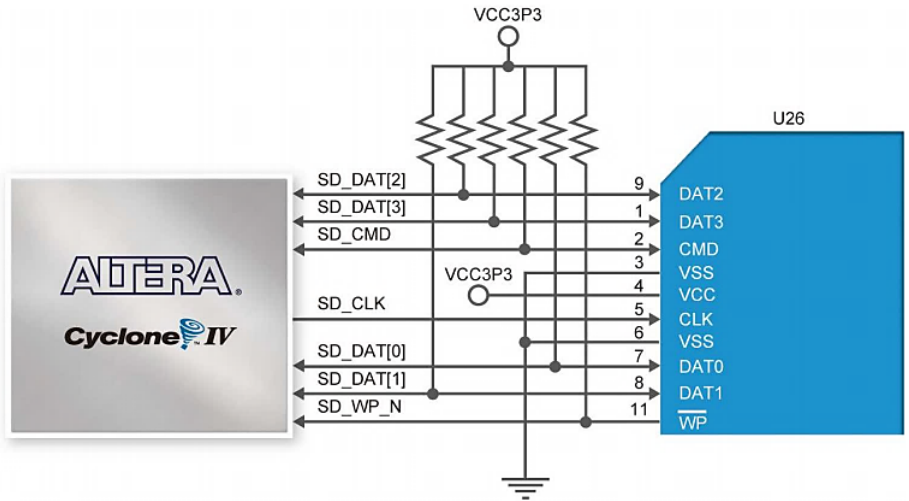 VCC3P3
U26
SD_DAT[2] 9 DAT2
SD_DAT[3] 1 DAT3
SD_CMD 2 CMD
3 VSS
VCC3P3 4 VCC
SD_CLK 5 CLK
6 VSS
SD_DAT[0] 7 DAT0
SD_DAT[1] 8 DAT1
SD_WP_N 11 WP
ALTERA.
Cyclone IV